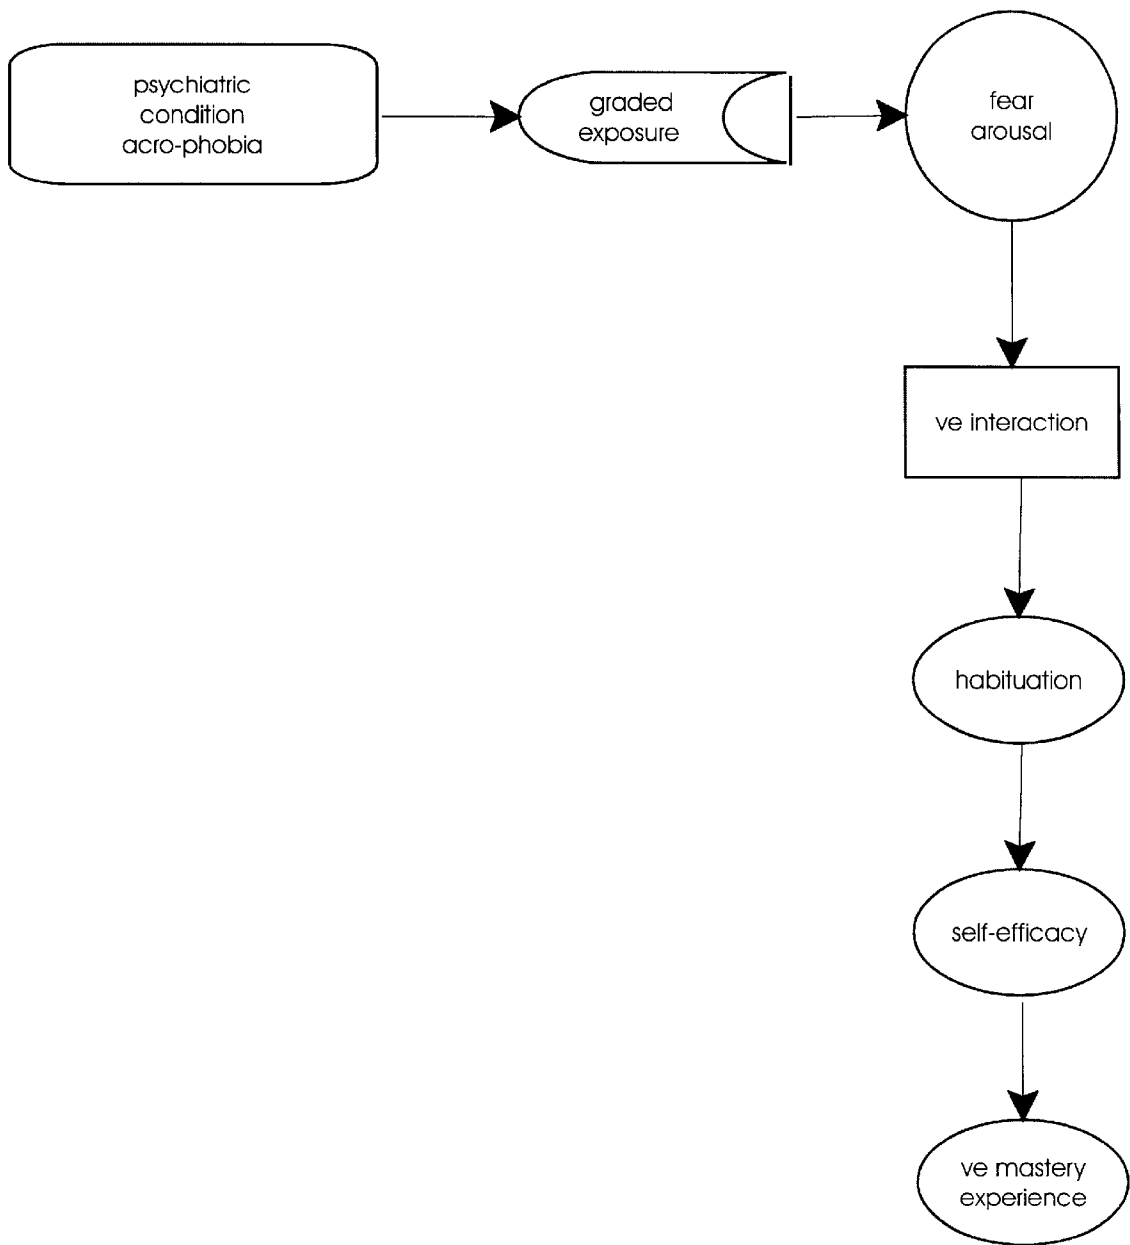 psychiatric
condition
acro-phobia
graded
exposure
fear
arousal
ve interaction
habituation
self-efficacy
ve mastery
experience